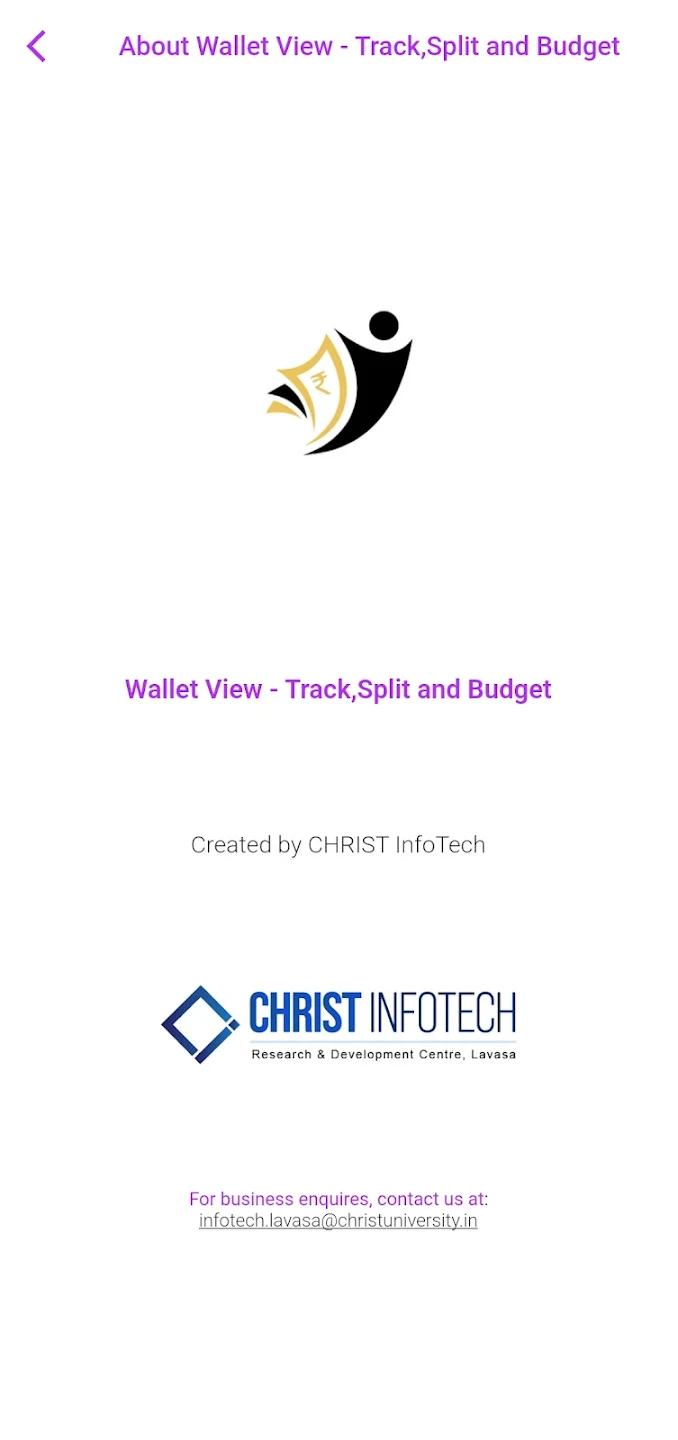 About Wallet View - Track,Split and Budget
₹
Wallet View - Track,Split and Budget
Created by CHRIST InfoTech
CHRIST INFOTECH
Research & Development Centre, Lavasa
For business enquires, contact us at:
infotech.lavasa@christuniversity.in